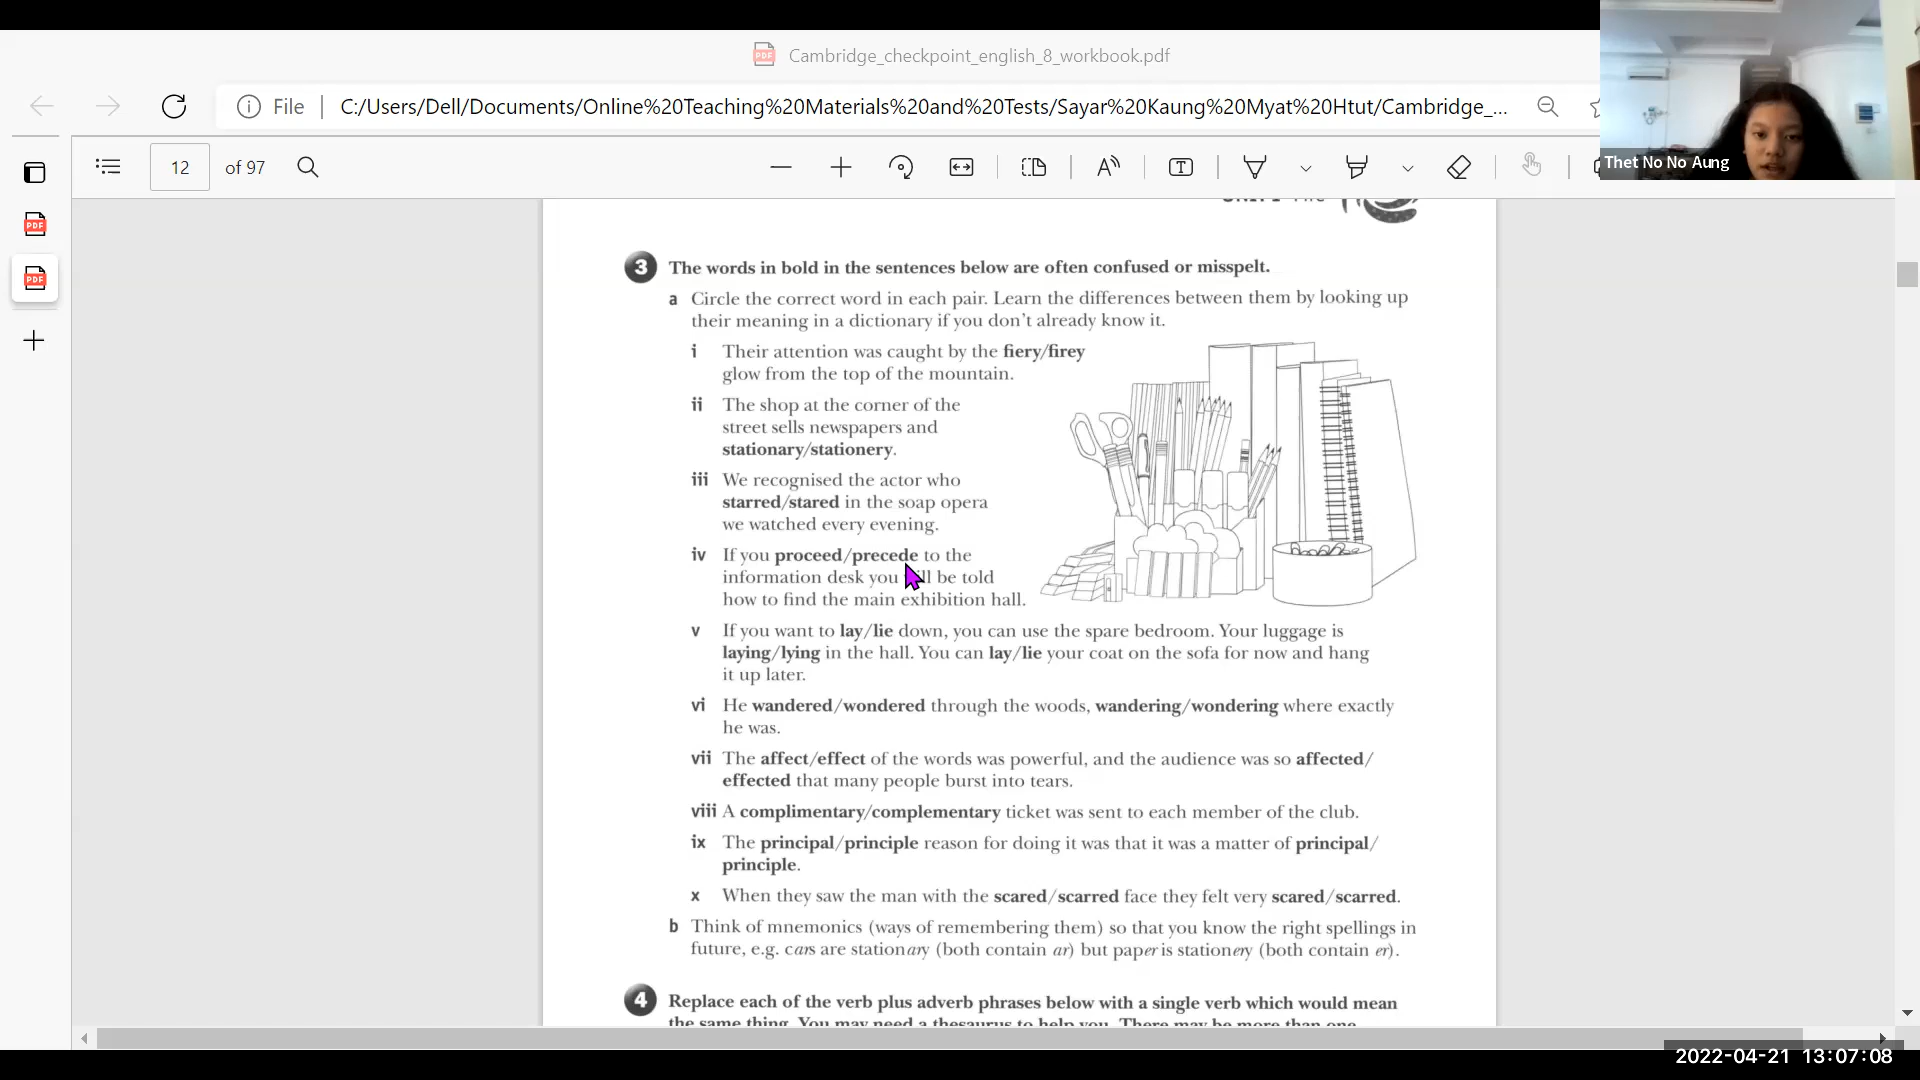 Cambridge_checkpoint_english_8_workbook.pdf
File
C:/Users/Dell/Documents/Online%20Teaching%20Materials%20and%20Tests/Sayar%20Kaung%20Myat%20Htut/Cambridge_...
12 of 97
Thet No No Aung
3 The words in bold in the sentences below are often confused or misspelt.
a Circle the correct word in each pair. Learn the differences between them by looking up
their meaning in a dictionary if you don't already know it.
i Their attention was caught by the fiery/firey
glow from the top of the mountain.
ii The shop at the corner of the
street sells newspapers and
stationary/stationery.
iii We recognised the actor who
starred/stared in the soap opera
we watched every evening.
iv If you proceed/precede to the
information desk you will be told
how to find the main exhibition hall.
v If you want to lay/lie down, you can use the spare bedroom. Your luggage is
laying/lying in the hall. You can lay/lie your coat on the sofa for now and hang
it up later.
vi He wandered/wondered through the woods, wandering/wondering where exactly
he was.
vii The affect/effect of the words was powerful, and the audience was so affected/
effected that many people burst into tears.
viii A complimentary/complementary ticket was sent to each member of the club.
ix The principal/principle reason for doing it was that it was a matter of principal/
principle.
x When they saw the man with the scared/scarred face they felt very scared/scarred.
b Think of mnemonics (ways of remembering them) so that you know the right spellings in
future, e.g. cars are stationary (both contain ar) but paper is stationery (both contain er).
4 Replace each of the verb plus adverb phrases below with a single verb which would mean
the same thing. You may need a thesaurus to help you. There may be more than one
2022-04-21 13:07:08